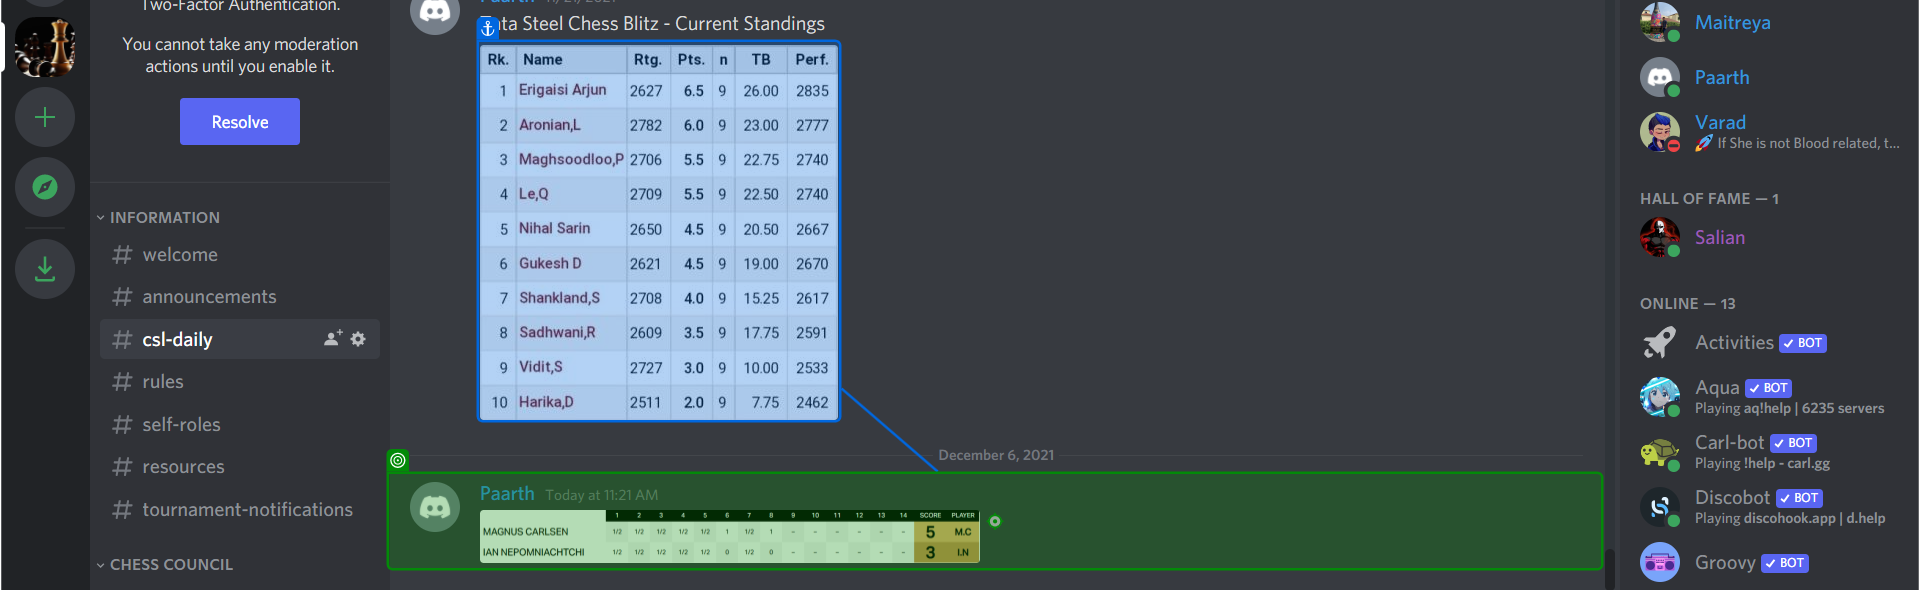 Two-Factor Authentication.
You cannot take any moderation
actions until you enable it.
Resolve
INFORMATION
# welcome
# announcements
# csl-daily
# rules
# self-roles
# resources
# tournament-notifications
CHESS COUNCIL
Steel Chess Blitz - Current Standings
Rk. Name Rtg. Pts. n TB Perf.
1 Erigaisi Arjun 2627 6.5 9 26.00 2835
2 Aronian,L 2782 6.0 9 23.00 2777
3 Maghsoodloo,P 2706 5.5 9 22.75 2740
4 Le,Q 2709 5.5 9 22.50 2740
5 Nihal Sarin 2650 4.5 9 20.50 2667
6 Gukesh D 2621 4.5 9 19.00 2670
7 Shankland,S 2708 4.0 9 15.25 2617
8 Sadhwani,R 2609 3.5 9 17.75 2591
9 Vidit,S 2727 3.0 9 10.00 2533
10 Harika,D 2511 2.0 9 7.75 2462
December 6, 2021
Paarth Today at 11:21 AM
1 2 3 4 5 6 7 8 9 10 11 12 13 14 SCORE PLAYER
MAGNUS CARLSEN 1/2 1/2 1/2 1/2 1/2 1 1/2 1 - - - - - - 5 M.C
IAN NEPOMNIACHTCHI 1/2 1/2 1/2 1/2 1/2 0 1/2 0 - - - - - - 3 I.N
Maitreya
Paarth
Varad
If She is not Blood related, t...
HALL OF FAME — 1
Salian
ONLINE — 13
Activities BOT
Aqua BOT
Playing aq!help | 6235 servers
Carl-bot BOT
Playing !help - carl.gg
Discobot BOT
Playing discohook.app | d.help
Groovy BOT